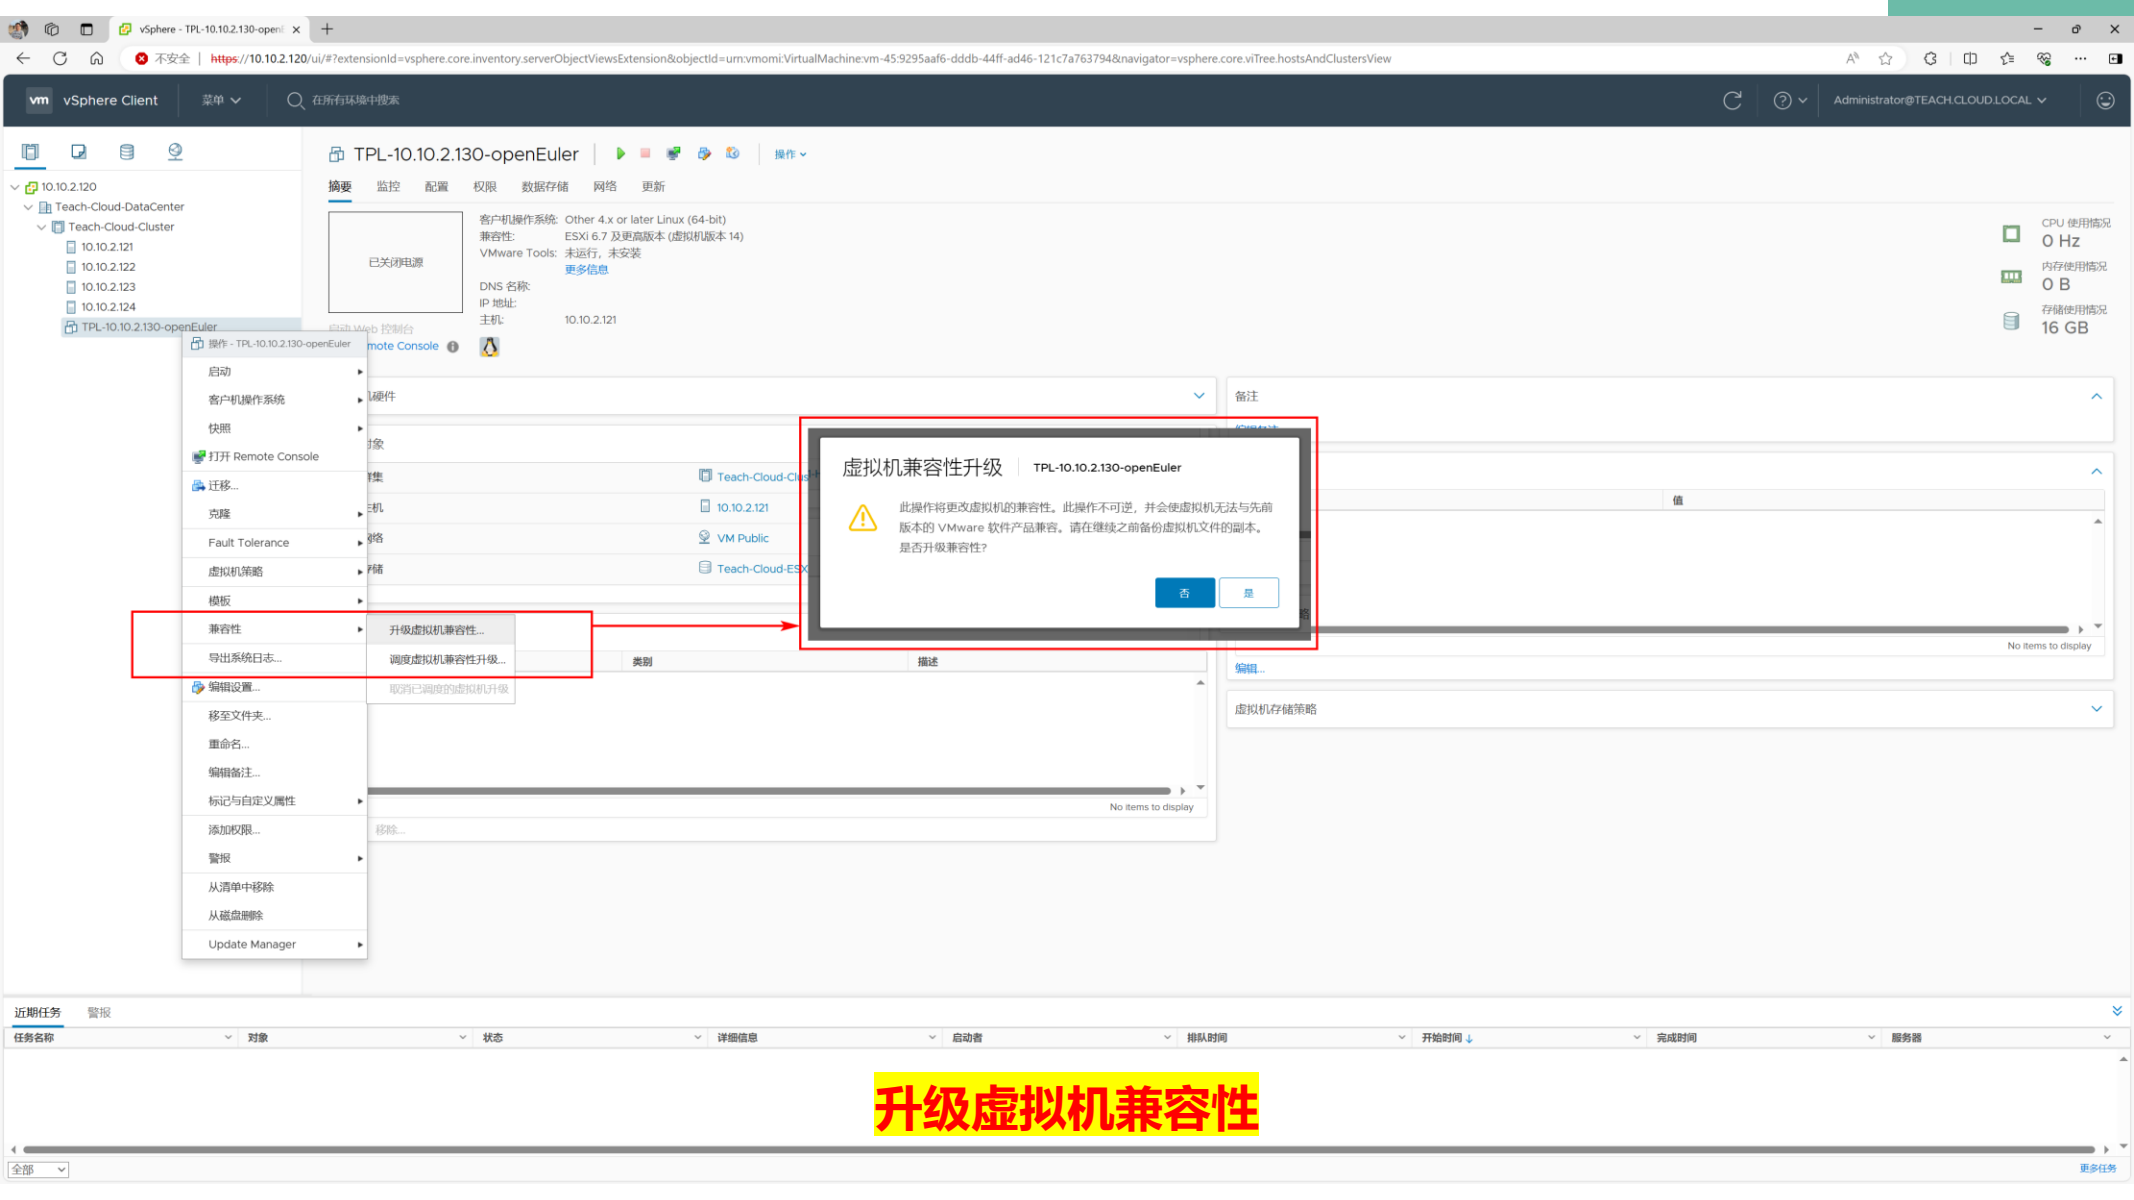 vSphere - TPL-10.10.2.130-openE
不安全 | https://10.10.2.120/ui/#?extensionId=vsphere.core.inventory.serverObjectViewsExtension&objectId=urn:vmomi:VirtualMachine:vm-45:9295aaf6-dddb-44ff-ad46-121c7a763794&navigator=vsphere.core.viTree.hostsAndClustersView
vm vSphere Client 菜单 在所有环境中搜索 Administrator@TEACH.CLOUD.LOCAL
TPL-10.10.2.130-openEuler 操作
摘要 监控 配置 权限 数据存储 网络 更新
10.10.2.120
Teach-Cloud-DataCenter
Teach-Cloud-Cluster
10.10.2.121
10.10.2.122
10.10.2.123
10.10.2.124
TPL-10.10.2.130-openEuler
已关闭电源
客户机操作系统: Other 4.x or later Linux (64-bit)
兼容性: ESXi 6.7 及更高版本 (虚拟机版本 14)
VMware Tools: 未运行，未安装
更多信息
DNS 名称:
IP 地址:
主机: 10.10.2.121
启动 Web 控制台
mote Console
CPU 使用情况
0 Hz
内存使用情况
0 B
存储使用情况
16 GB
操作 - TPL-10.10.2.130-openEuler
启动
客户机操作系统
快照
打开 Remote Console
迁移...
克隆
Fault Tolerance
虚拟机策略
模板
兼容性
导出系统日志...
编辑设置...
移至文件夹...
重命名...
编辑备注...
标记与自定义属性
添加权限...
警报
从清单中移除
从磁盘删除
Update Manager
升级虚拟机兼容性...
调度虚拟机兼容性升级...
取消已调度的虚拟机升级
硬件
对象
集 Teach-Cloud-Clus
主机 10.10.2.121
网络 VM Public
存储 Teach-Cloud-ESX
类别 描述
No items to display
移除...
虚拟机兼容性升级 TPL-10.10.2.130-openEuler
此操作将更改虚拟机的兼容性。此操作不可逆，并会使虚拟机无法与先前
版本的 VMware 软件产品兼容。请在继续之前备份虚拟机文件的副本。
是否升级兼容性?
否 是
备注
值
No items to display
编辑...
虚拟机存储策略
近期任务 警报
任务名称 对象 状态 详细信息 启动者 排队时间 开始时间 完成时间 服务器
升级虚拟机兼容性
全部 更多任务